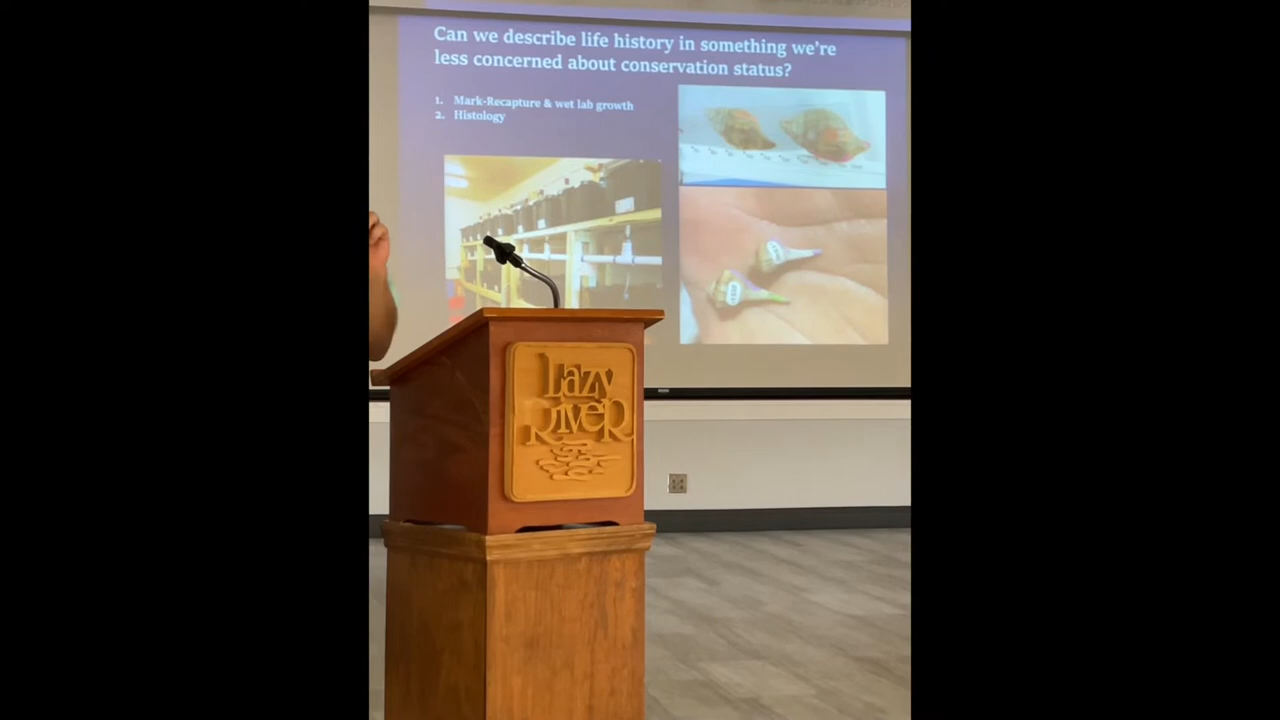 Can we describe life history in something we're
less concerned about conservation status?
1. Mark-Recapture & wet lab growth
2. Histology
Lazy
River